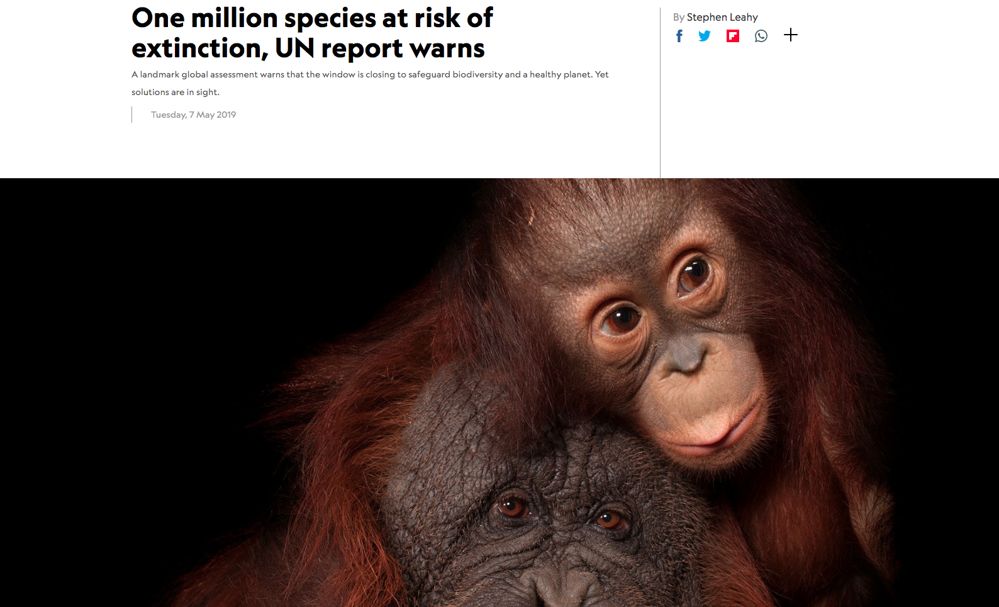 One million species at risk of
extinction, UN report warns
A landmark global assessment warns that the window is closing to safeguard biodiversity and a healthy planet. Yet
solutions are in sight.
Tuesday, 7 May 2019
By Stephen Leahy